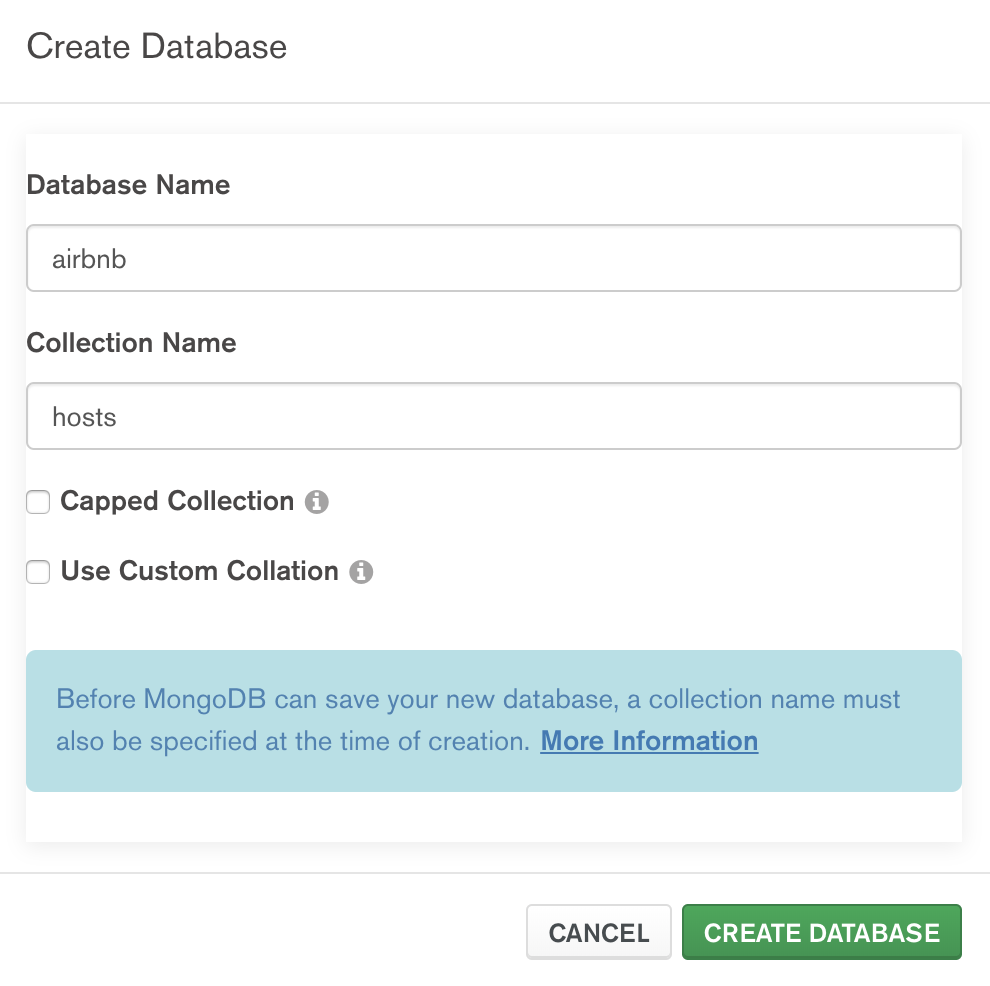 Create Database
Database Name
airbnb
Collection Name
hosts
Capped Collection
Use Custom Collation
Before MongoDB can save your new database, a collection name must
also be specified at the time of creation. More Information
CANCEL CREATE DATABASE